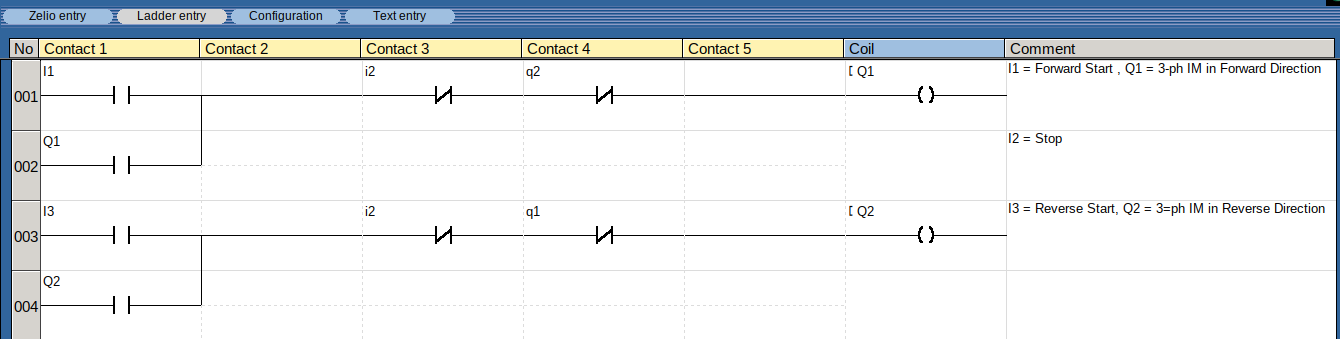 Zelio entry Ladder entry Configuration Text entry
No Contact 1 Contact 2 Contact 3 Contact 4 Contact 5 Coil Comment
I1 i2 q2 [ Q1 I1 = Forward Start , Q1 = 3-ph IM in Forward Direction
001
Q1 I2 = Stop
002
I3 i2 q1 [ Q2 I3 = Reverse Start, Q2 = 3=ph IM in Reverse Direction
003
Q2
004